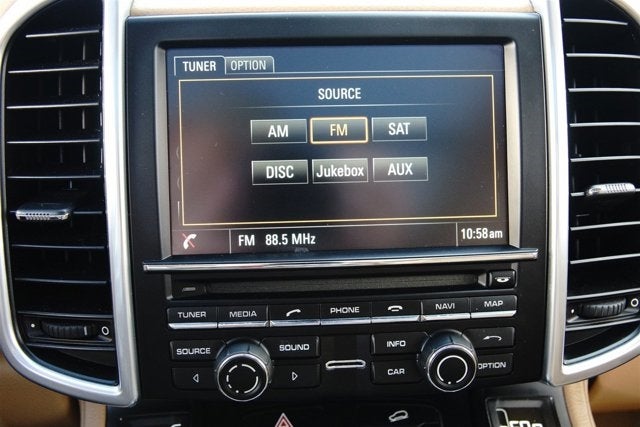 TUNER OPTION
SOURCE
AM FM SAT
DISC Jukebox AUX
FM 88.5 MHz 10:58am
TUNER MEDIA PHONE NAVI MAP
SOURCE SOUND INFO
CAR OPTION